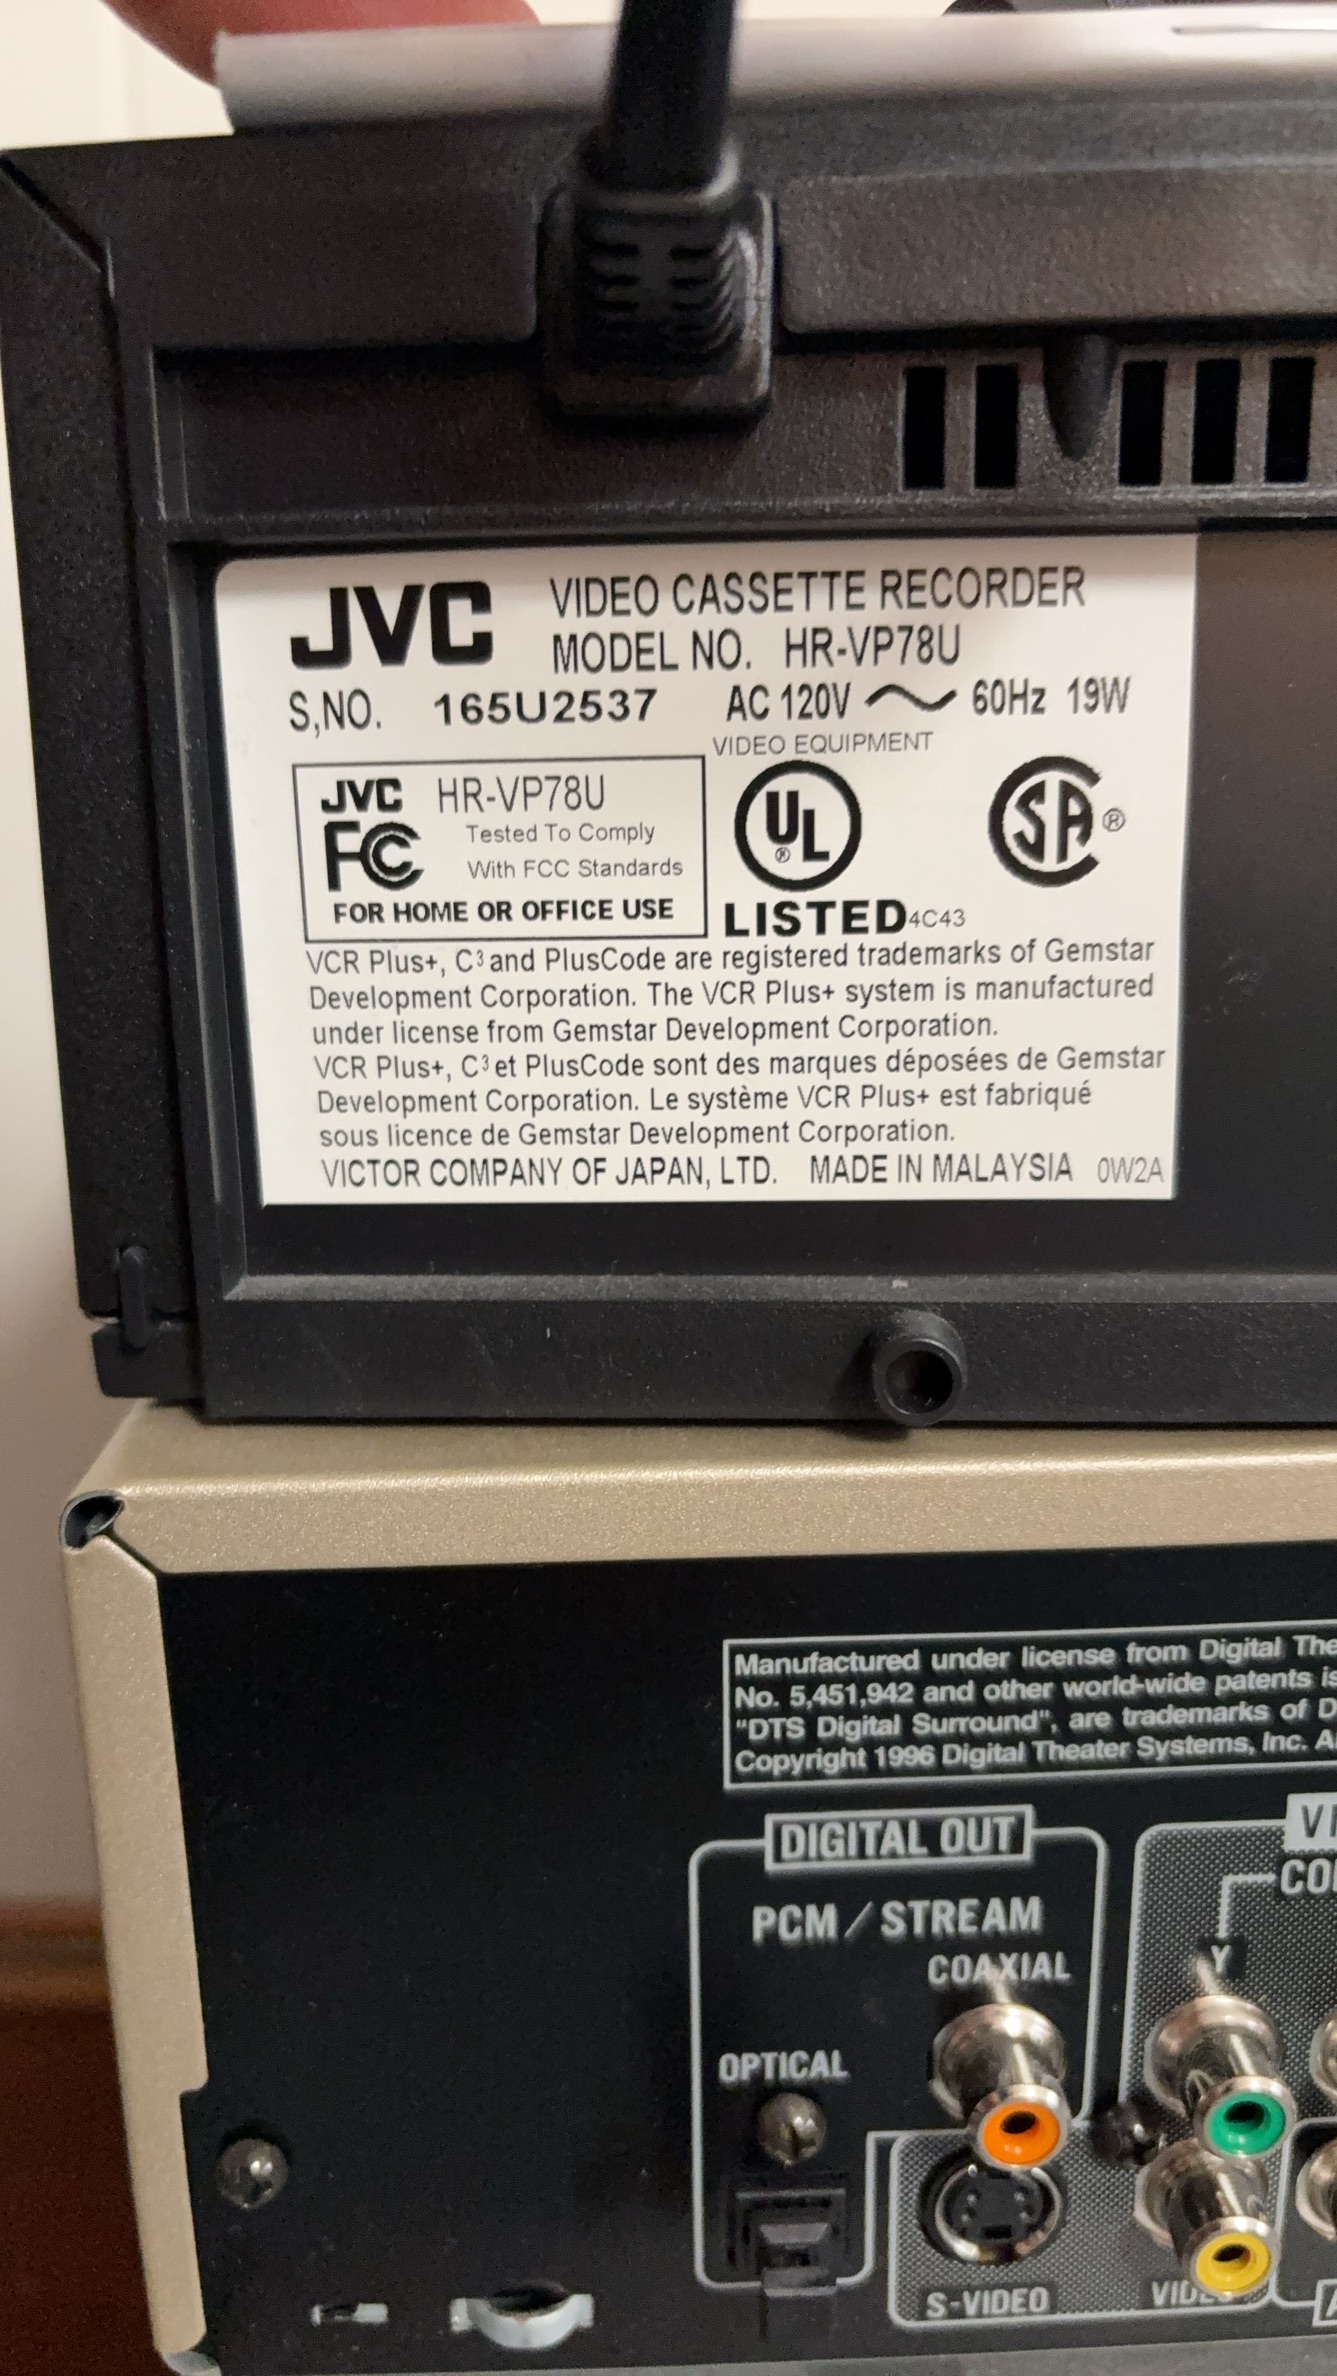 JVC VIDEO CASSETTE RECORDER
MODEL NO. HR-VP78U
S,NO. 165U2537 AC 120V 60Hz 19W
VIDEO EQUIPMENT
JVC HR-VP78U
FC Tested To Comply
With FCC Standards
FOR HOME OR OFFICE USE
UL ®
LISTED 4C43
SA ®
VCR Plus+, C³ and PlusCode are registered trademarks of Gemstar
Development Corporation. The VCR Plus+ system is manufactured
under license from Gemstar Development Corporation.
VCR Plus+, C³ et PlusCode sont des marques déposées de Gemstar
Development Corporation. Le système VCR Plus+ est fabriqué
sous licence de Gemstar Development Corporation.
VICTOR COMPANY OF JAPAN, LTD. MADE IN MALAYSIA 0W2A
Manufactured under license from Digital The
No. 5,451,942 and other world-wide patents is
"DTS Digital Surround", are trademarks of D
Copyright 1996 Digital Theater Systems, Inc. A
DIGITAL OUT
PCM / STREAM
COAXIAL
OPTICAL
VI
CO
Y
S-VIDEO
VIDE